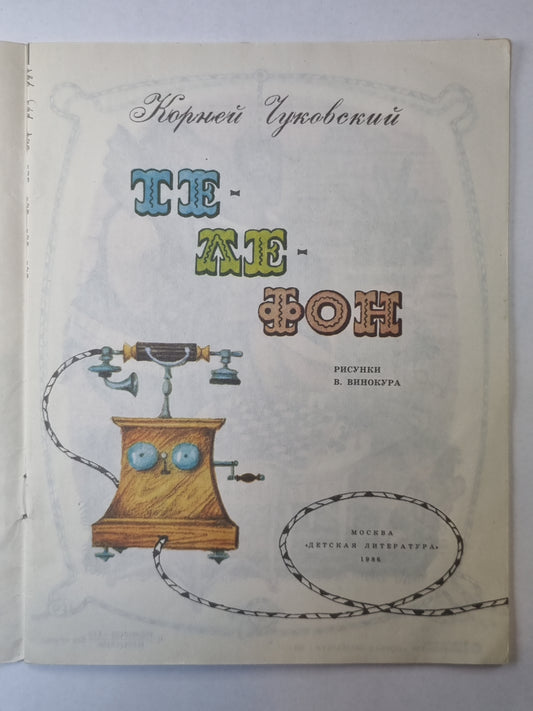 Корней Чуковский
ТЕ-
ЛЕ-
ФОН
РИСУНКИ
В. ВИНОКУРА
МОСКВА
«ДЕТСКАЯ ЛИТЕРАТУРА»
1986